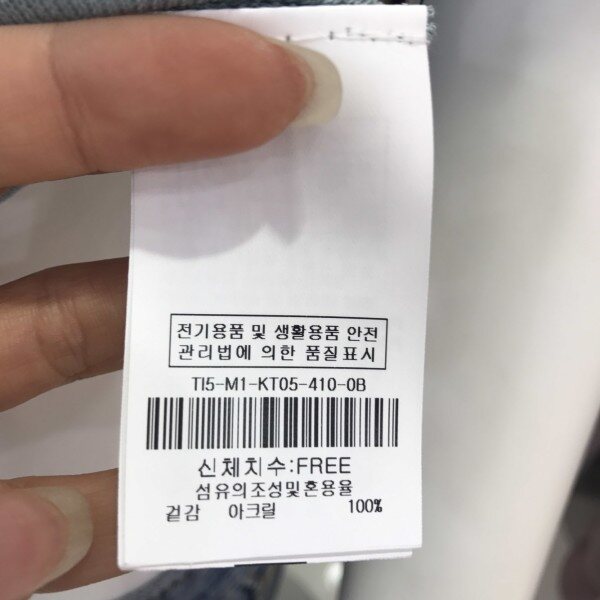 전기용품 및 생활용품 안전
관리법에 의한 품질표시
TI5-M1-KT05-410-0B
신체치수:FREE
섬유의조성및혼용율
겉감 아크릴 100%